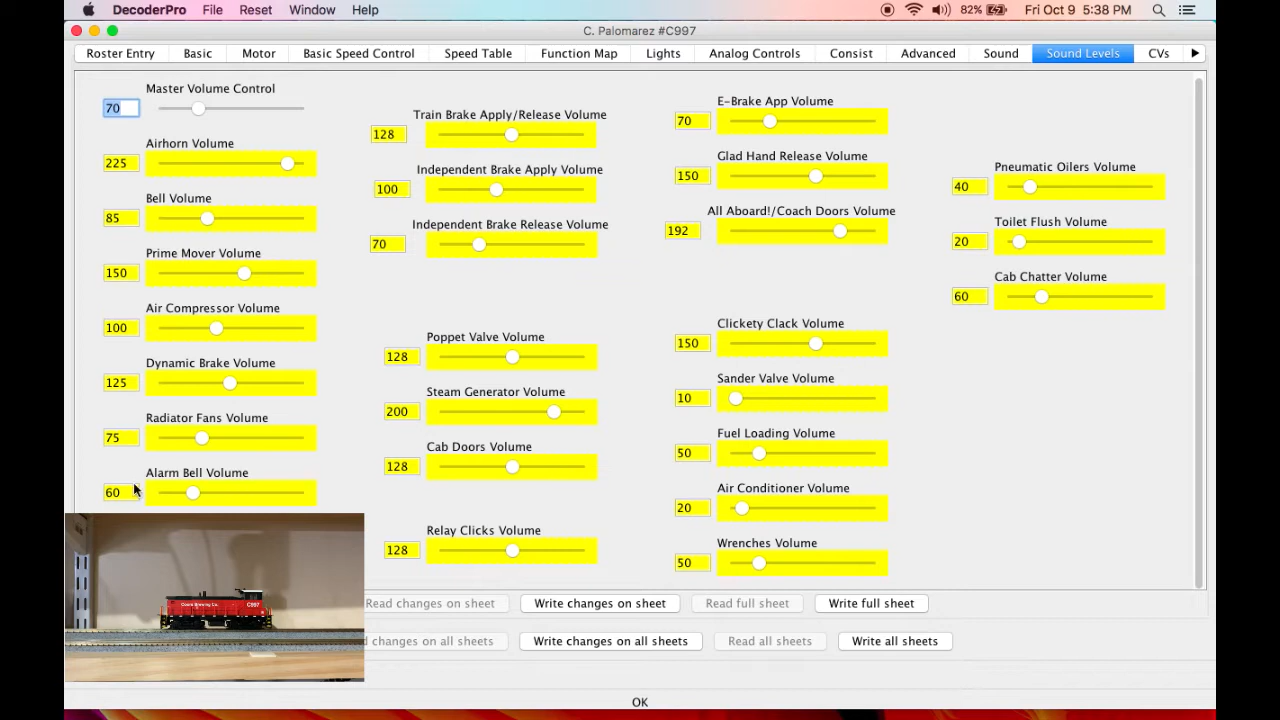 DecoderPro File Reset Window Help 82% Fri Oct 9 5:38 PM
C. Palomarez #C997
Roster Entry Basic Motor Basic Speed Control Speed Table Function Map Lights Analog Controls Consist Advanced Sound Sound Levels CVs
Master Volume Control
70
Airhorn Volume
225
Bell Volume
85
Prime Mover Volume
150
Air Compressor Volume
100
Dynamic Brake Volume
125
Radiator Fans Volume
75
Alarm Bell Volume
60
Train Brake Apply/Release Volume
128
Independent Brake Apply Volume
100
Independent Brake Release Volume
70
Poppet Valve Volume
128
Steam Generator Volume
200
Cab Doors Volume
128
Relay Clicks Volume
128
E-Brake App Volume
70
Glad Hand Release Volume
150
All Aboard!/Coach Doors Volume
192
Clickety Clack Volume
150
Sander Valve Volume
10
Fuel Loading Volume
50
Air Conditioner Volume
20
Wrenches Volume
50
Pneumatic Oilers Volume
40
Toilet Flush Volume
20
Cab Chatter Volume
60
Coors Brewing Co. C997
Read changes on sheet Write changes on sheet Read full sheet Write full sheet
changes on all sheets Write changes on all sheets Read all sheets Write all sheets
OK